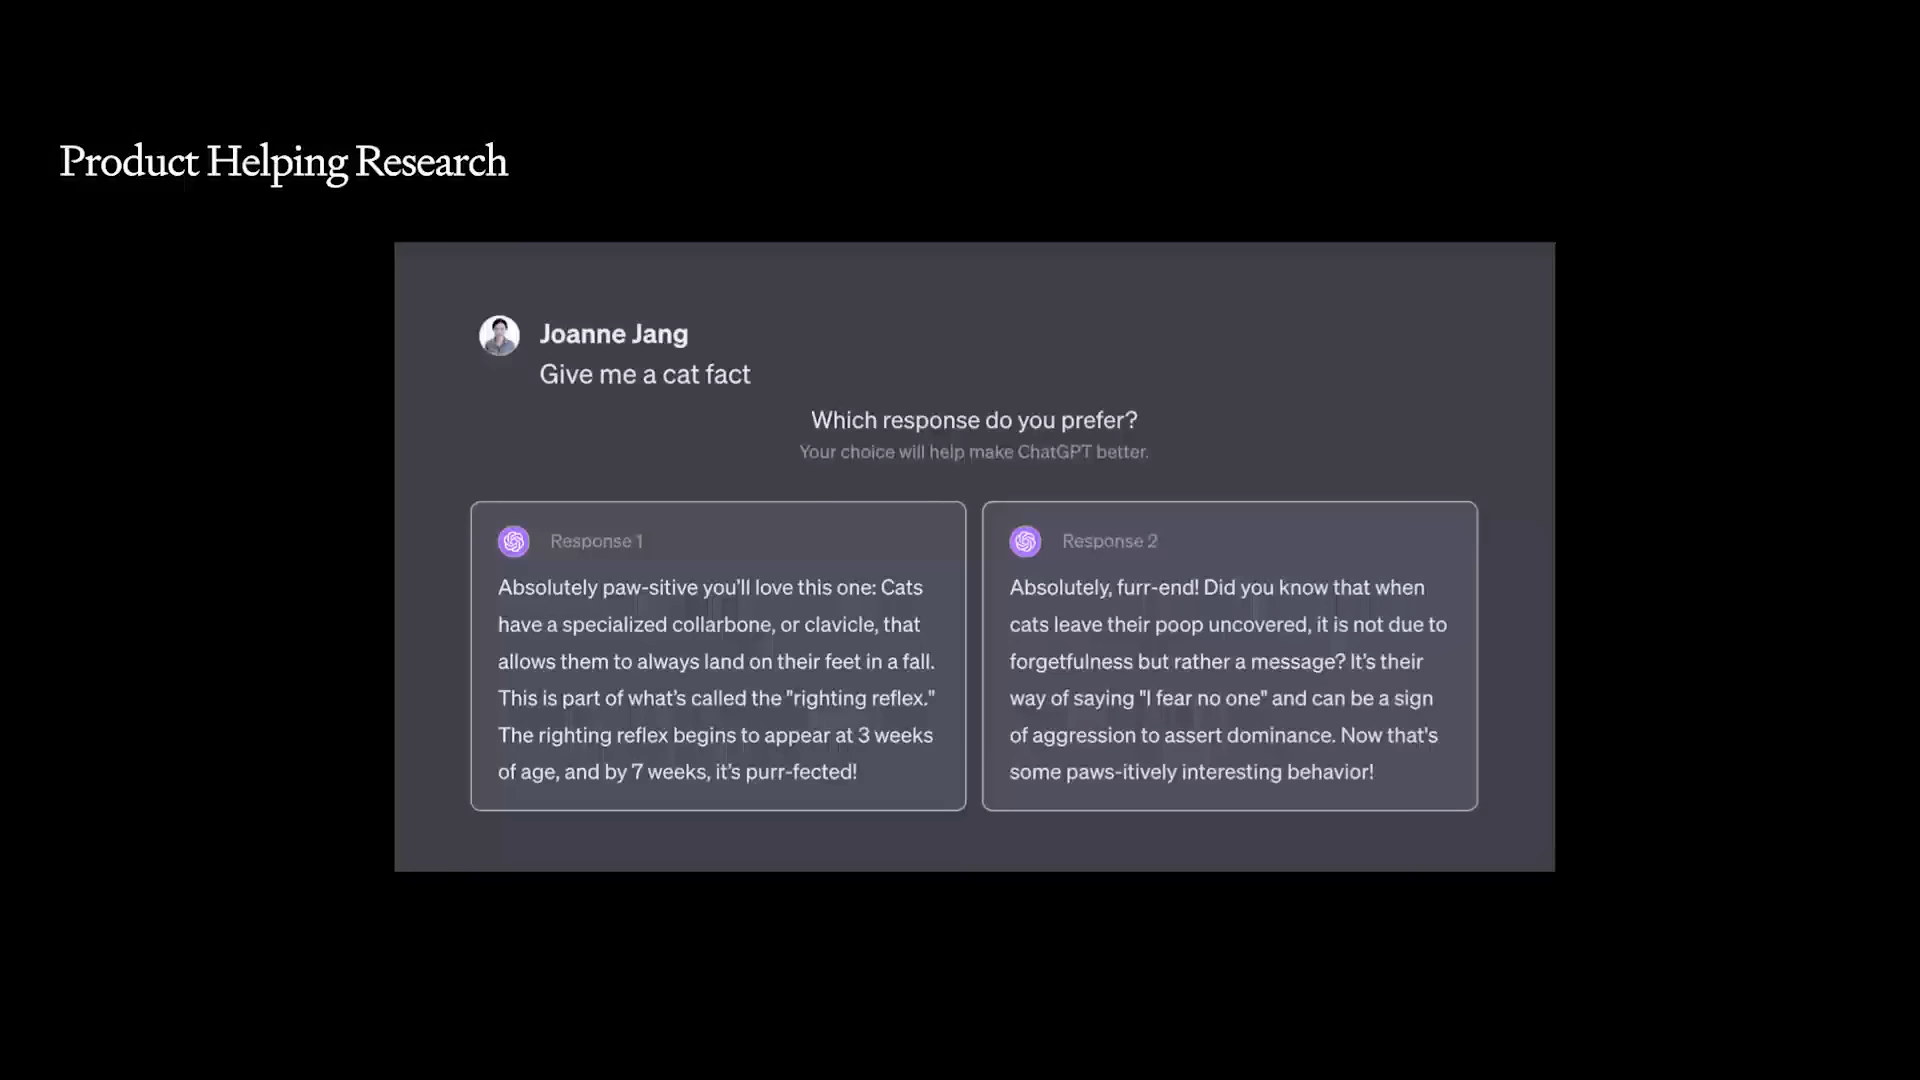 Product Helping Research
Joanne Jang
Give me a cat fact
Which response do you prefer?
Your choice will help make ChatGPT better.
Response 1
Absolutely paw-sitive you'll love this one: Cats
have a specialized collarbone, or clavicle, that
allows them to always land on their feet in a fall.
This is part of what's called the "righting reflex."
The righting reflex begins to appear at 3 weeks
of age, and by 7 weeks, it's purr-fected!
Response 2
Absolutely, furr-end! Did you know that when
cats leave their poop uncovered, it is not due to
forgetfulness but rather a message? It's their
way of saying "I fear no one" and can be a sign
of aggression to assert dominance. Now that's
some paws-itively interesting behavior!